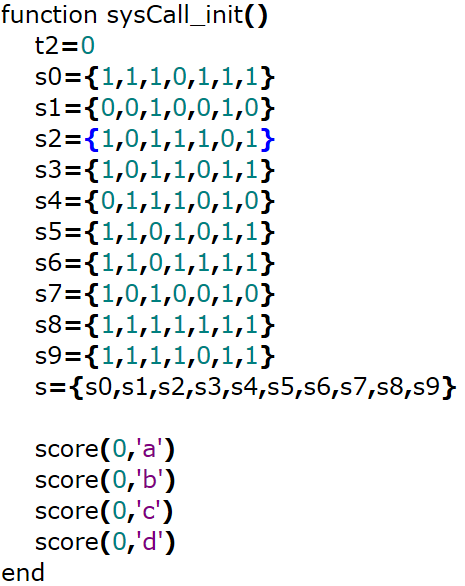 function sysCall_init()
    t2=0
    s0={1,1,1,0,1,1,1}
    s1={0,0,1,0,0,1,0}
    s2={1,0,1,1,1,0,1}
    s3={1,0,1,1,0,1,1}
    s4={0,1,1,1,0,1,0}
    s5={1,1,0,1,0,1,1}
    s6={1,1,0,1,1,1,1}
    s7={1,0,1,0,0,1,0}
    s8={1,1,1,1,1,1,1}
    s9={1,1,1,1,0,1,1}
    s={s0,s1,s2,s3,s4,s5,s6,s7,s8,s9}

    score(0,'a')
    score(0,'b')
    score(0,'c')
    score(0,'d')
end